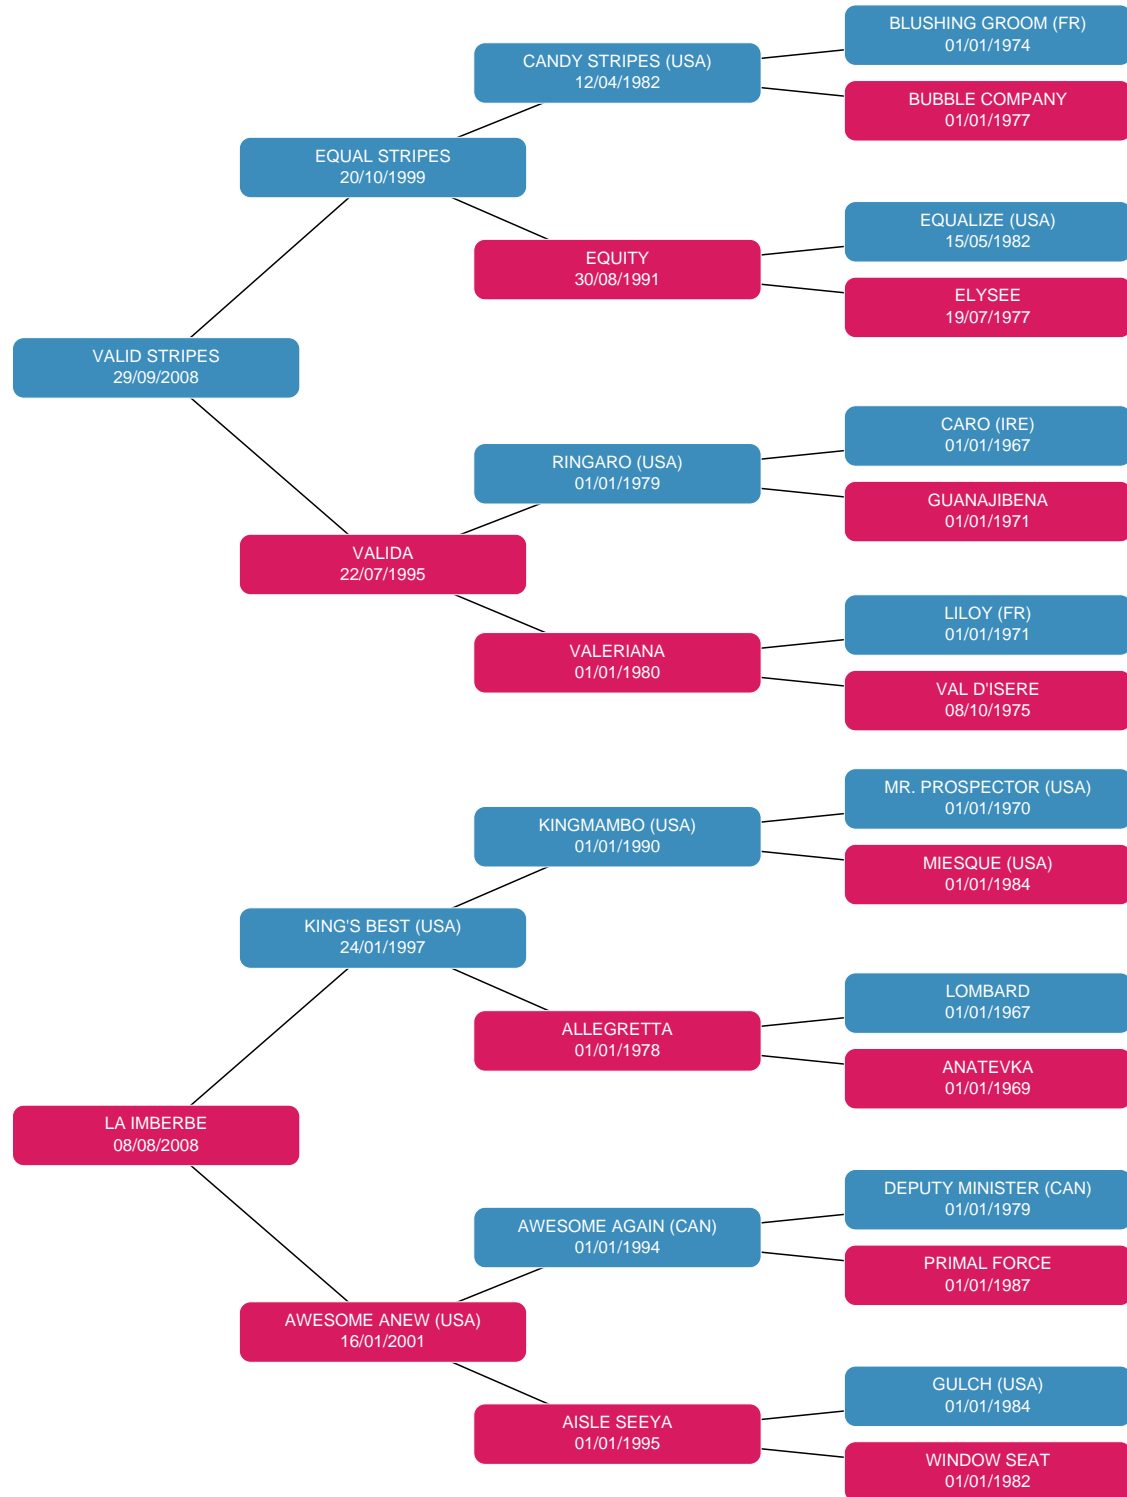 BLUSHING GROOM (FR)
01/01/1974
CANDY STRIPES (USA)
12/04/1982
BUBBLE COMPANY
01/01/1977
EQUAL STRIPES
20/10/1999
EQUALIZE (USA)
15/05/1982
EQUITY
30/08/1991
ELYSEE
19/07/1977
VALID STRIPES
29/09/2008
CARO (IRE)
01/01/1967
RINGARO (USA)
01/01/1979
GUANAJIBENA
01/01/1971
VALIDA
22/07/1995
LILOY (FR)
01/01/1971
VALERIANA
01/01/1980
VAL D'ISERE
08/10/1975
MR. PROSPECTOR (USA)
01/01/1970
KINGMAMBO (USA)
01/01/1990
MIESQUE (USA)
01/01/1984
KING'S BEST (USA)
24/01/1997
LOMBARD
01/01/1967
ALLEGRETTA
01/01/1978
ANATEVKA
01/01/1969
LA IMBERBE
08/08/2008
DEPUTY MINISTER (CAN)
01/01/1979
AWESOME AGAIN (CAN)
01/01/1994
PRIMAL FORCE
01/01/1987
AWESOME ANEW (USA)
16/01/2001
GULCH (USA)
01/01/1984
AISLE SEEYA
01/01/1995
WINDOW SEAT
01/01/1982